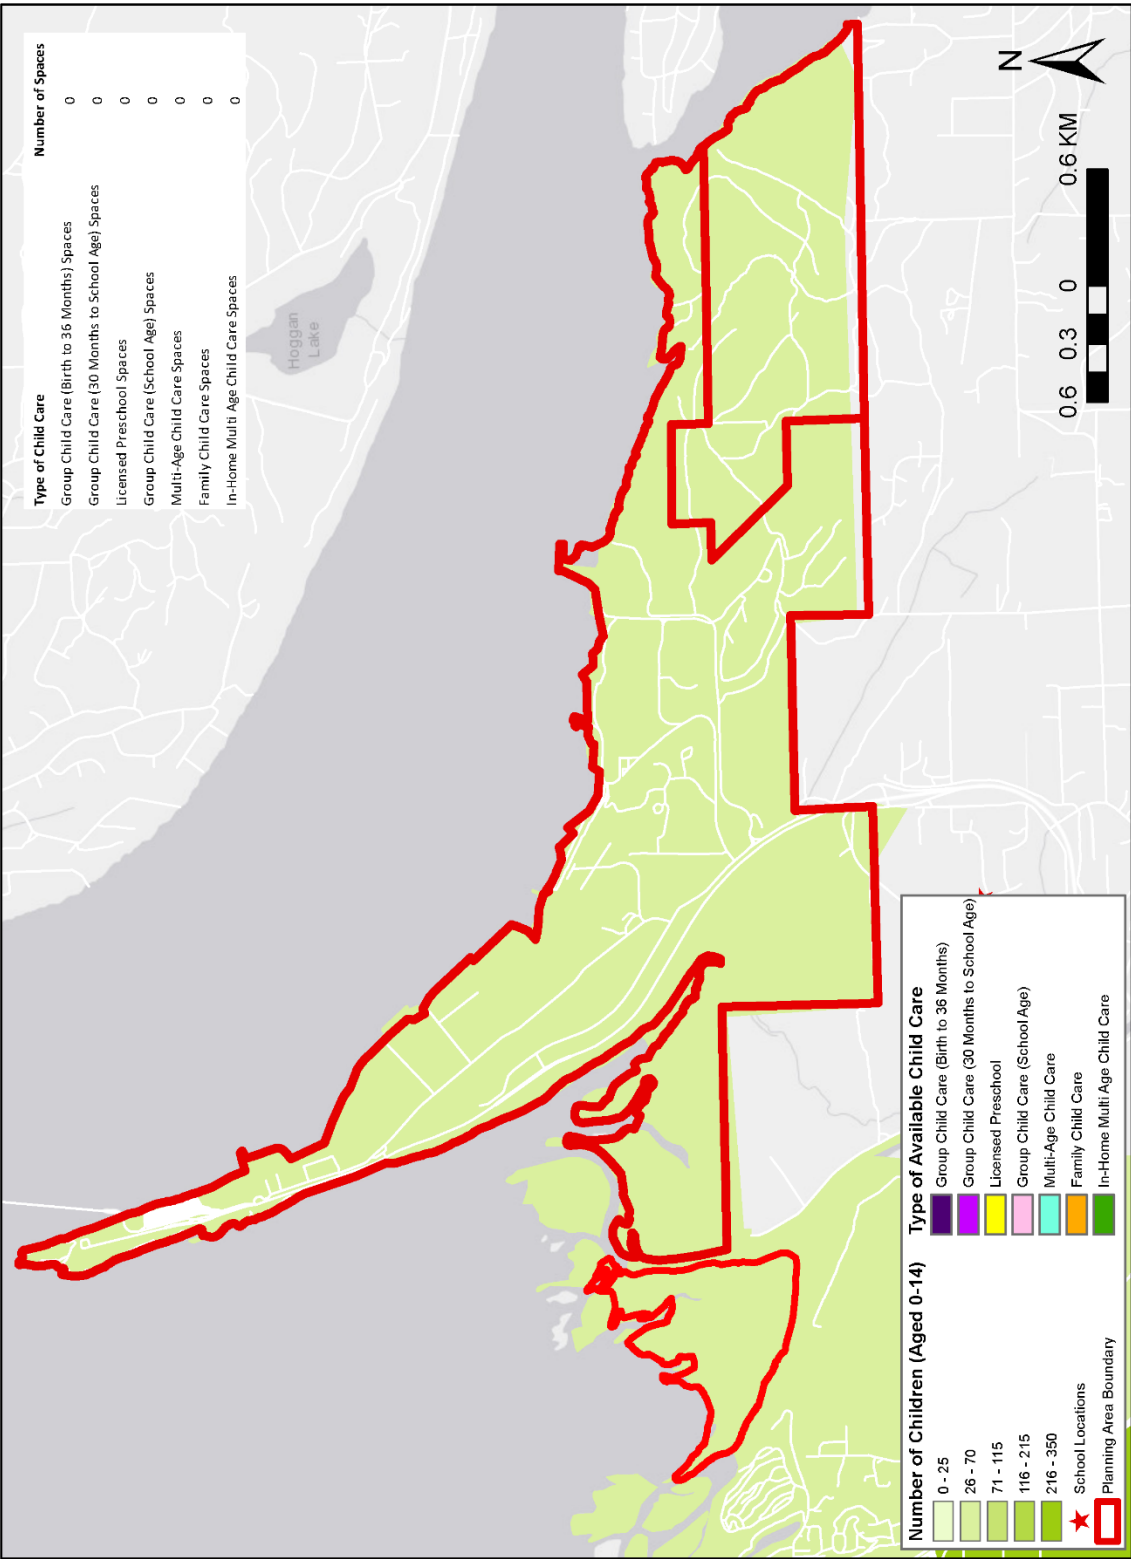 Type of Child Care Number of Spaces
Group Child Care (Birth to 36 Months) Spaces 0
Group Child Care (30 Months to School Age) Spaces 0
Licensed Preschool Spaces 0
Group Child Care (School Age) Spaces 0
Multi-Age Child Care Spaces 0
Family Child Care Spaces 0
In-Home Multi Age Child Care Spaces 0
Hoggan
Lake
Number of Children (Aged 0-14)
0 - 25
26 - 70
71 - 115
116 - 215
216 - 350
School Locations
Planning Area Boundary
Type of Available Child Care
Group Child Care (Birth to 36 Months)
Group Child Care (30 Months to School Age)
Licensed Preschool
Group Child Care (School Age)
Multi-Age Child Care
Family Child Care
In-Home Multi Age Child Care
N
0.6 0.3 0 0.6 KM